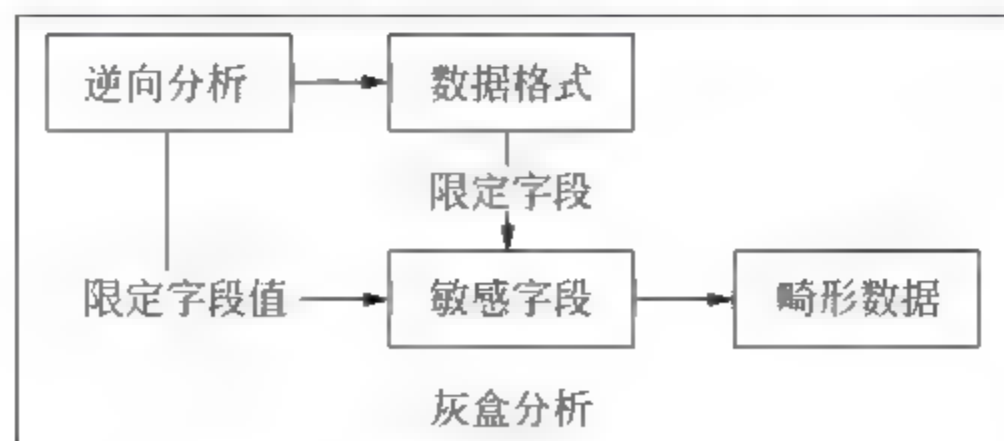 逆向分析
数据格式
限定字段
限定字段值
敏感字段
畸形数据
灰盒分析